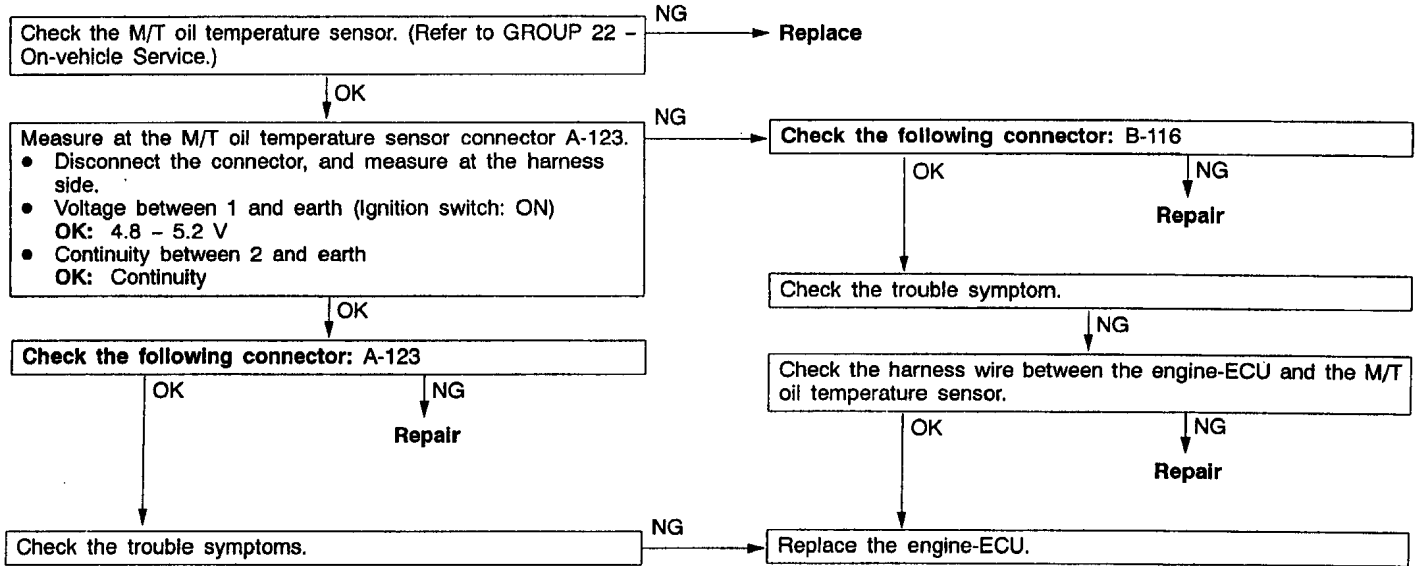 Check the M/T oil temperature sensor. (Refer to GROUP 22 –
On-vehicle Service.)
NG
Replace
OK
Measure at the M/T oil temperature sensor connector A-123.
● Disconnect the connector, and measure at the harness
side.
● Voltage between 1 and earth (Ignition switch: ON)
OK: 4.8 – 5.2 V
● Continuity between 2 and earth
OK: Continuity
NG
Check the following connector: B-116
OK
NG
Repair
Check the trouble symptom.
NG
Check the harness wire between the engine-ECU and the M/T
oil temperature sensor.
OK
NG
Repair
OK
Check the following connector: A-123
OK
NG
Repair
Check the trouble symptoms.
NG
Replace the engine-ECU.